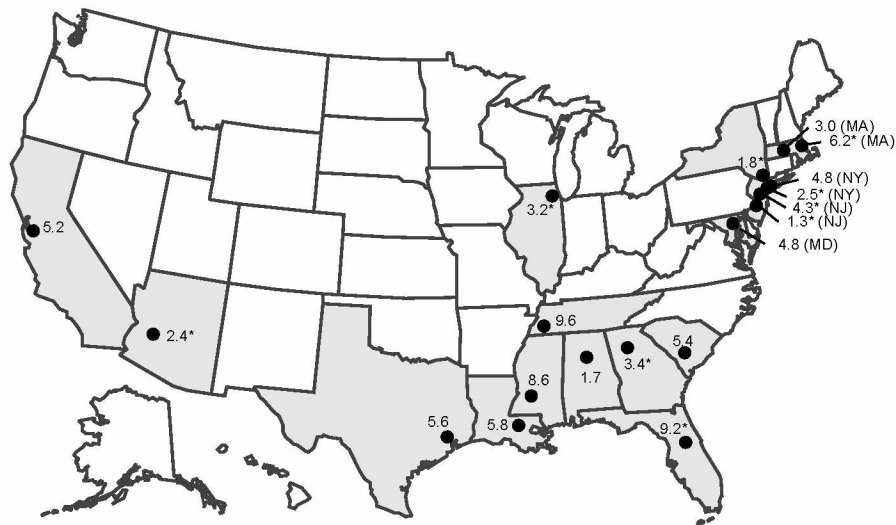 3.0 (MA)
6.2* (MA)
1.8*
4.8 (NY)
2.5* (NY)
4.3* (NJ)
1.3* (NJ)
4.8 (MD)
3.2*
5.2
2.4*
9.6
5.4
3.4*
1.7
8.6
5.8
5.6
9.2*